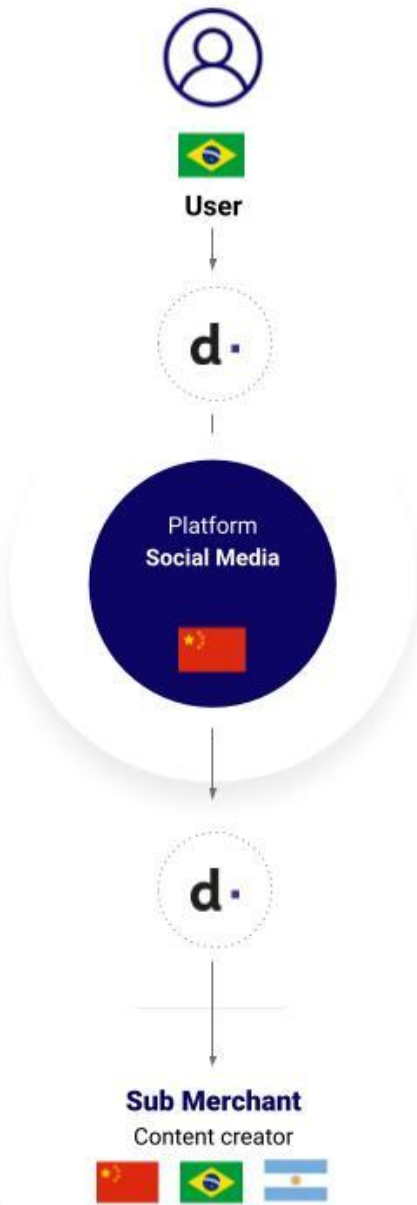 User
d·
Platform
Social Media
d·
Sub Merchant
Content creator